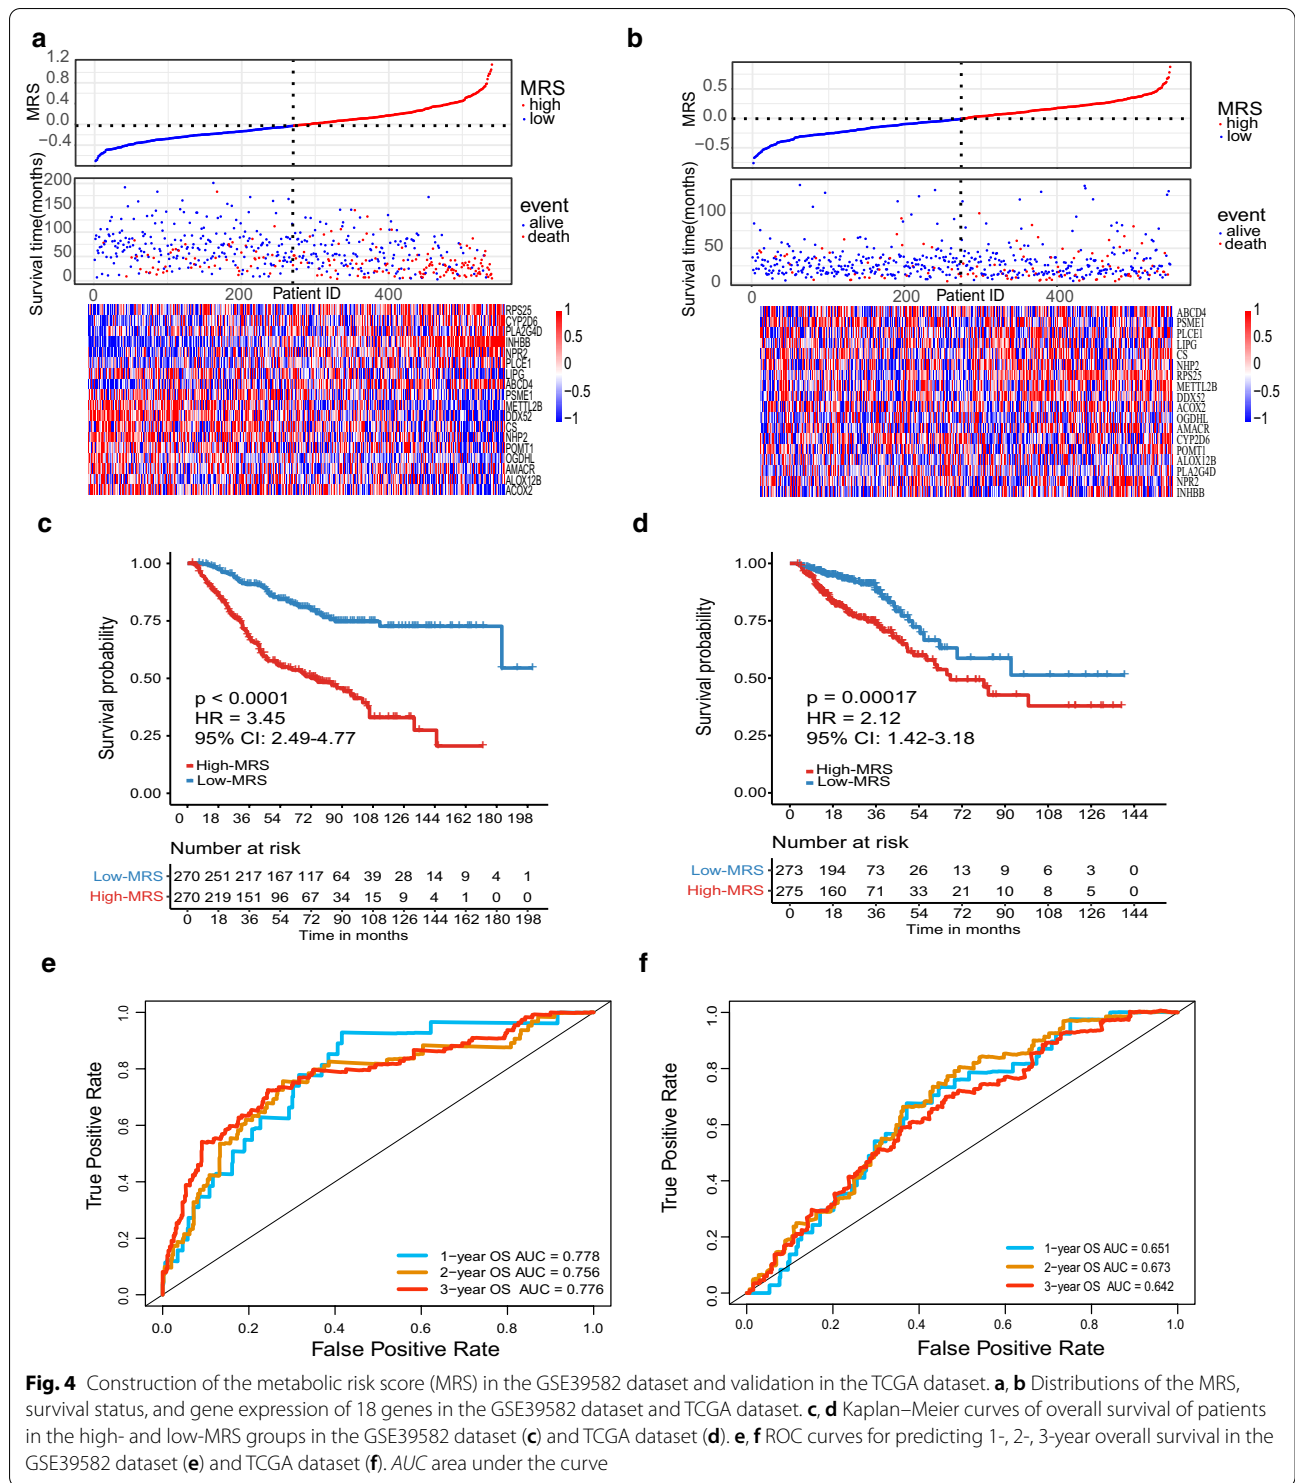 a
1.2
0.8
0.4
0.0
−0.4
MRS
MRS
high
low
200
150
100
50
0
Survival time(months)
event
alive
death
0 200 400
Patient ID
RPS25
CYP2D6
PLA2G4D
INHBB
NPR2
PLCE1
LIPG
ABCD4
PSME1
METTL2B
DDX52
CS
NHP2
POMT1
OGDHL
AMACR
ALOX12B
ACOX2
1
0.5
0
−0.5
−1
b
0.5
0.0
−0.5
MRS
MRS
high
low
100
50
0
Survival time(months)
event
alive
death
0 200 400
Patient ID
ABCD4
PSME1
PLCE1
LIPG
CS
NHP2
RPS25
METTL2B
DDX52
ACOX2
OGDHL
AMACR
CYP2D6
POMT1
ALOX12B
PLA2G4D
NPR2
INHBB
1
0.5
0
−0.5
−1
c
1.00
0.75
0.50
0.25
0.00
Survival probability
p < 0.0001
HR = 3.45
95% CI: 2.49-4.77
High-MRS
Low-MRS
0 18 36 54 72 90 108 126 144 162 180 198
Number at risk
Low-MRS 270 251 217 167 117 64 39 28 14 9 4 1
High-MRS 270 219 151 96 67 34 15 9 4 1 0 0
0 18 36 54 72 90 108 126 144 162 180 198
Time in months
d
1.00
0.75
0.50
0.25
0.00
Survival probability
p = 0.00017
HR = 2.12
95% CI: 1.42-3.18
High-MRS
Low-MRS
0 18 36 54 72 90 108 126 144
Number at risk
Low-MRS 273 194 73 26 13 9 6 3 0
High-MRS 275 160 71 33 21 10 8 5 0
0 18 36 54 72 90 108 126 144
Time in months
e
1.0
0.8
0.6
0.4
0.2
0.0
True Positive Rate
1−year OS AUC = 0.778
2−year OS AUC = 0.756
3−year OS AUC = 0.776
0.0 0.2 0.4 0.6 0.8 1.0
False Positive Rate
f
1.0
0.8
0.6
0.4
0.2
0.0
True Positive Rate
1−year OS AUC = 0.651
2−year OS AUC = 0.673
3−year OS AUC = 0.642
0.0 0.2 0.4 0.6 0.8 1.0
False Positive Rate
Fig. 4 Construction of the metabolic risk score (MRS) in the GSE39582 dataset and validation in the TCGA dataset. a, b Distributions of the MRS,
survival status, and gene expression of 18 genes in the GSE39582 dataset and TCGA dataset. c, d Kaplan–Meier curves of overall survival of patients
in the high- and low-MRS groups in the GSE39582 dataset (c) and TCGA dataset (d). e, f ROC curves for predicting 1-, 2-, 3-year overall survival in the
GSE39582 dataset (e) and TCGA dataset (f). AUC area under the curve